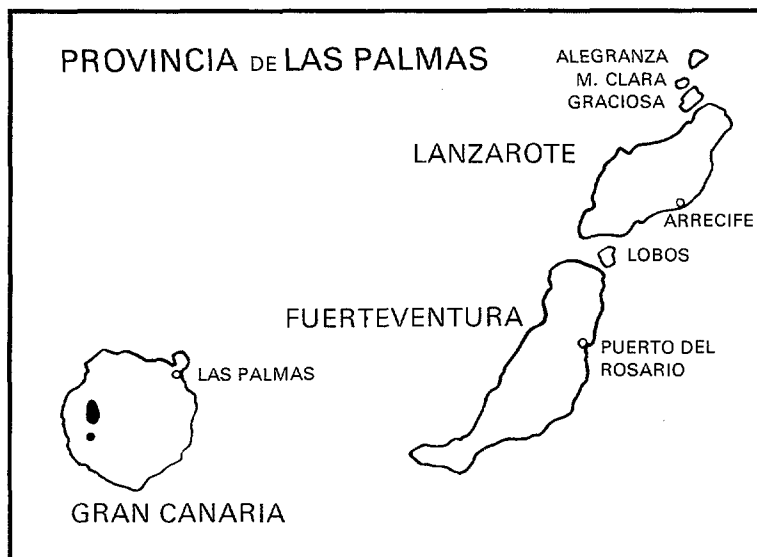 PROVINCIA DE LAS PALMAS
ALEGRANZA
M. CLARA
GRACIOSA
LANZAROTE
ARRECIFE
LOBOS
FUERTEVENTURA
PUERTO DEL
ROSARIO
LAS PALMAS
GRAN CANARIA